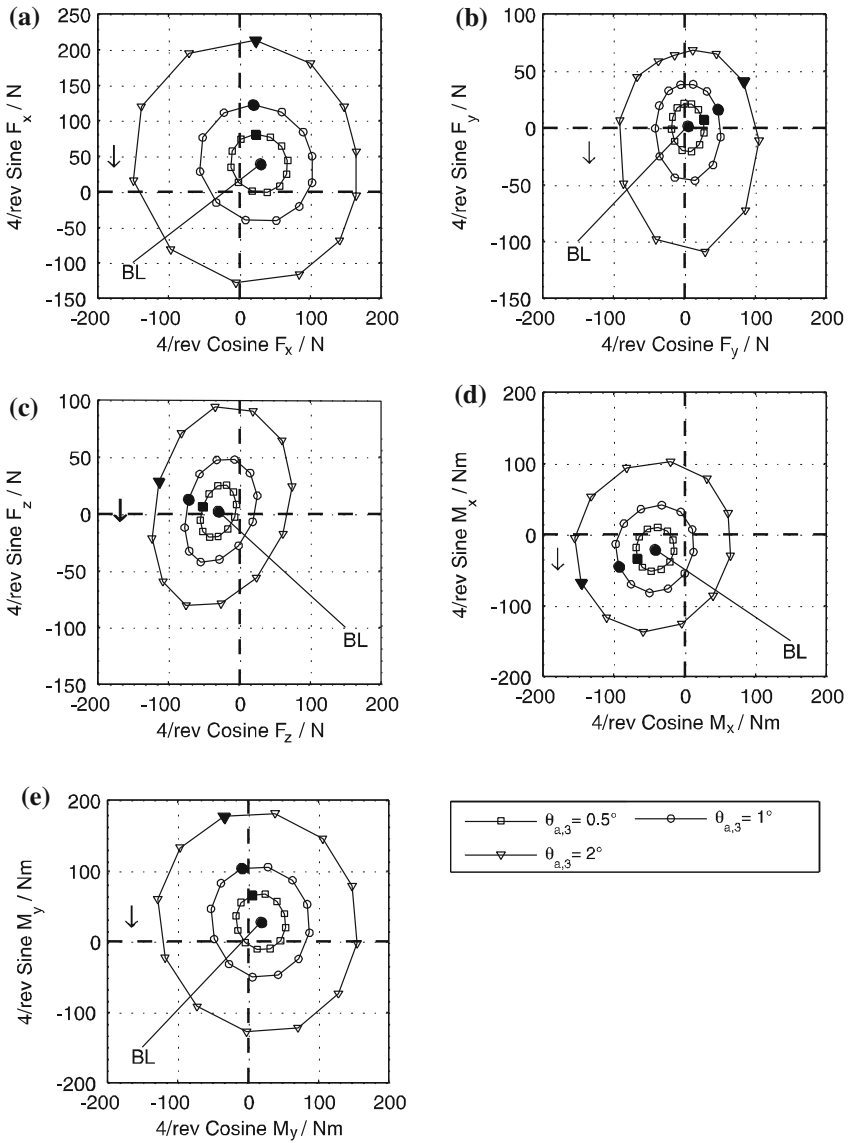 (a)
250
200
150
100
50
0
-50
-100
-150
-200 -100 0 100 200
4/rev Sine F_x / N
4/rev Cosine F_x / N
BL
(b)
100
50
0
-50
-100
-150
-200 -100 0 100 200
4/rev Sine F_y / N
4/rev Cosine F_y / N
BL
(c)
100
50
0
-50
-100
-150
-200 -100 0 100 200
4/rev Sine F_z / N
4/rev Cosine F_z / N
BL
(d)
200
100
0
-100
-200
-200 -100 0 100 200
4/rev Sine M_x / Nm
4/rev Cosine M_x / Nm
BL
(e)
200
100
0
-100
-200
-200 -100 0 100 200
4/rev Sine M_y / Nm
4/rev Cosine M_y / Nm
BL
θ_a,3 = 0.5° θ_a,3 = 1°
θ_a,3 = 2°